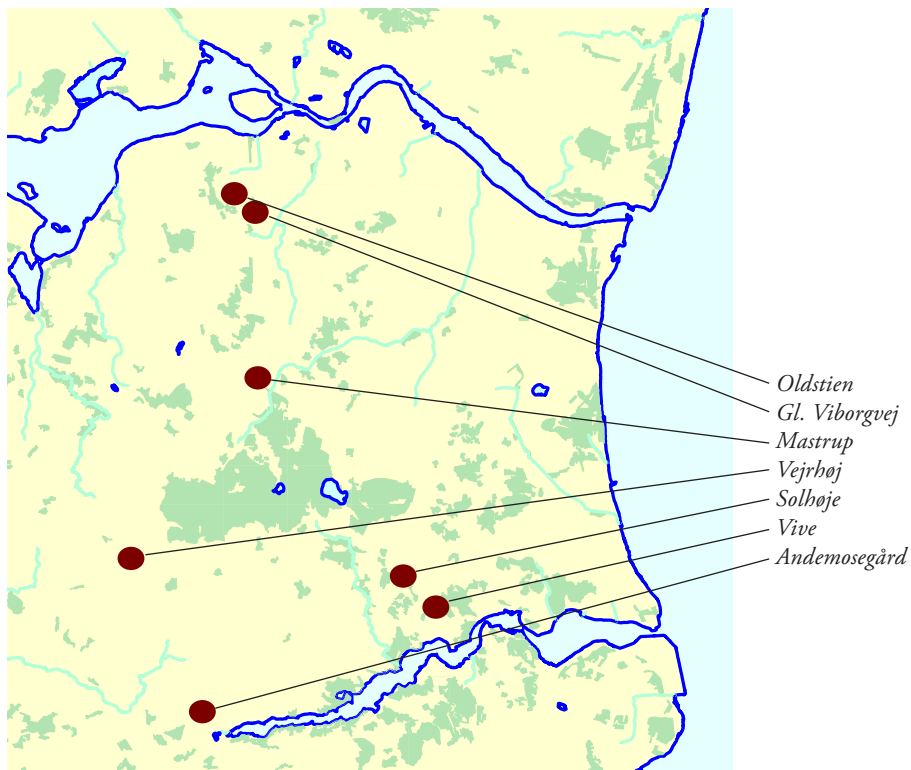 Oldstien
Gl. Viborgvej
Mastrup
Vejrhøj
Solhøje
Vive
Andemosegård